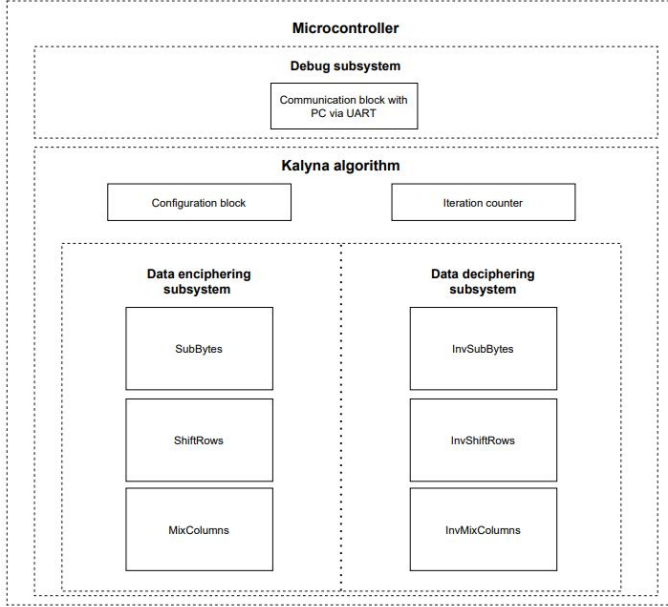 Microcontroller
Debug subsystem
Communication block with
PC via UART
Kalyna algorithm
Configuration block
Iteration counter
Data enciphering
subsystem
Data deciphering
subsystem
SubBytes
InvSubBytes
ShiftRows
InvShiftRows
MixColumns
InvMixColumns